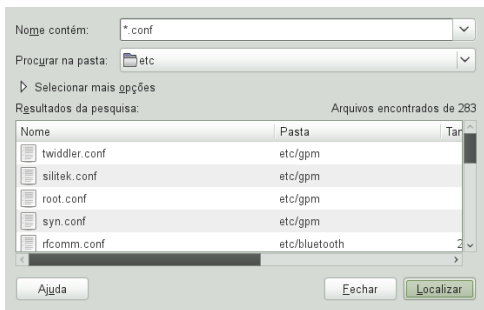 Nome contém: *.conf
Procurar na pasta: etc
Selecionar mais opções
Resultados da pesquisa: Arquivos encontrados de 283
Nome Pasta Tar
twiddler.conf etc/gpm
silitek.conf etc/gpm
root.conf etc/gpm
syn.conf etc/gpm
rfcomm.conf etc/bluetooth 2
Ajuda Fechar Localizar